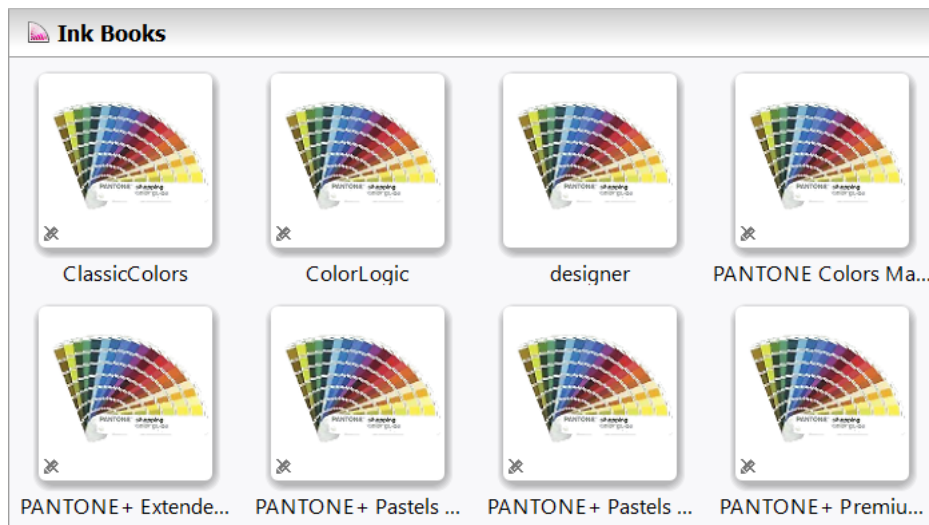 Ink Books
ClassicColors
ColorLogic
designer
PANTONE Colors Ma...
PANTONE+ Extende...
PANTONE+ Pastels ...
PANTONE+ Pastels ...
PANTONE+ Premiu...